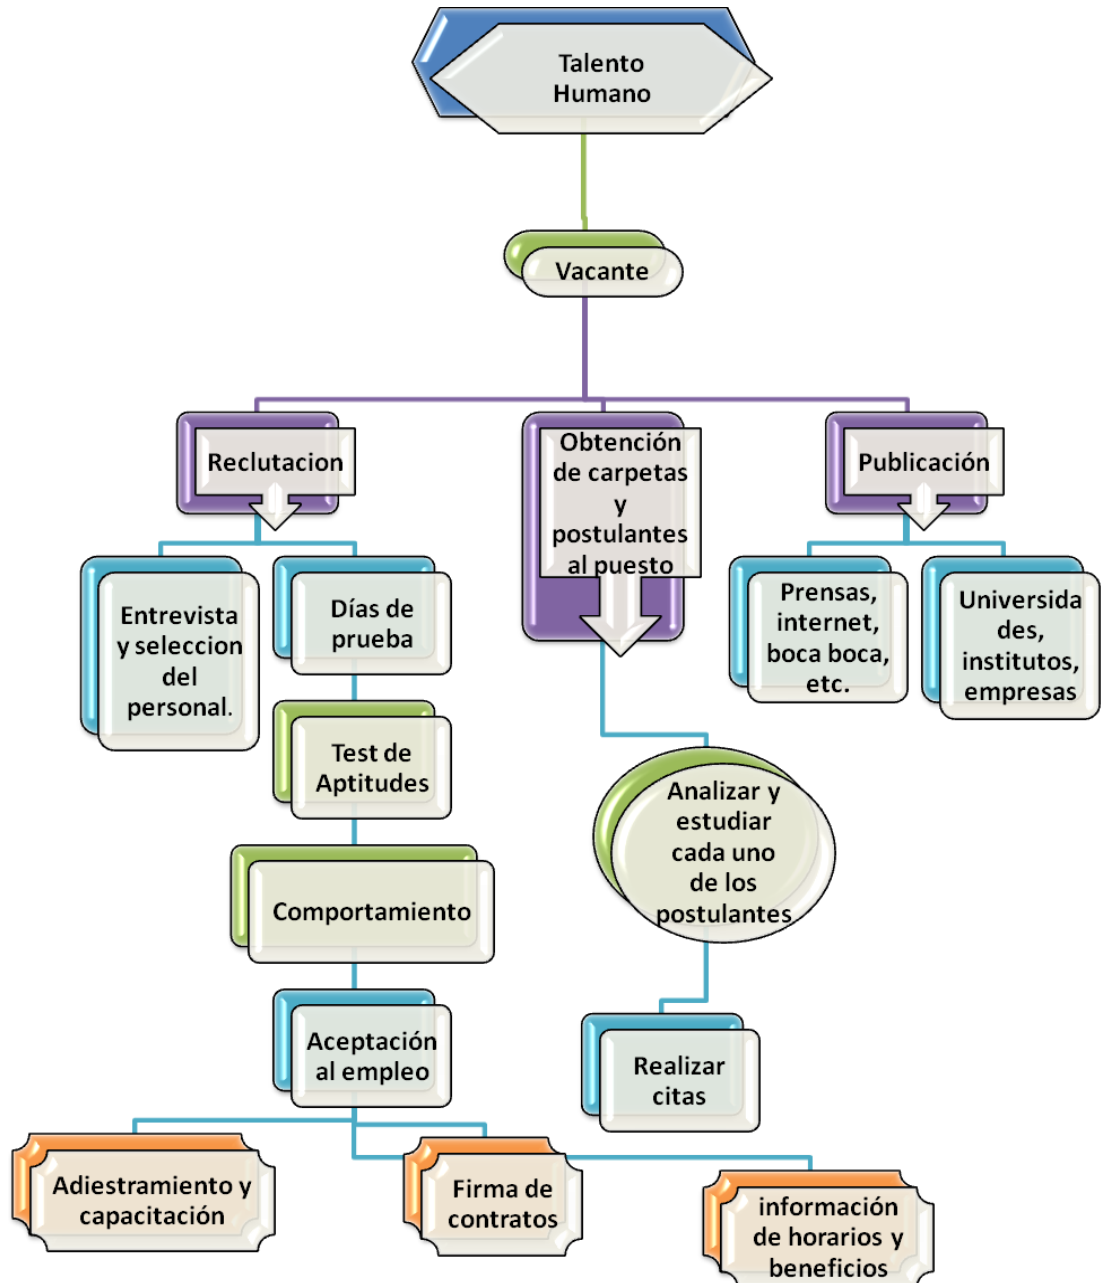 Talento
Humano
Vacante
Reclutacion
Obtención
de carpetas
y
postulantes
al puesto
Publicación
Entrevista
y seleccion
del
personal.
Días de
prueba
Prensas,
internet,
boca boca,
etc.
Universida
des,
institutos,
empresas
Test de
Aptitudes
Analizar y
estudiar
cada uno
de los
postulantes
Comportamiento
Aceptación
al empleo
Realizar
citas
Adiestramiento y
capacitación
Firma de
contratos
información
de horarios y
beneficios